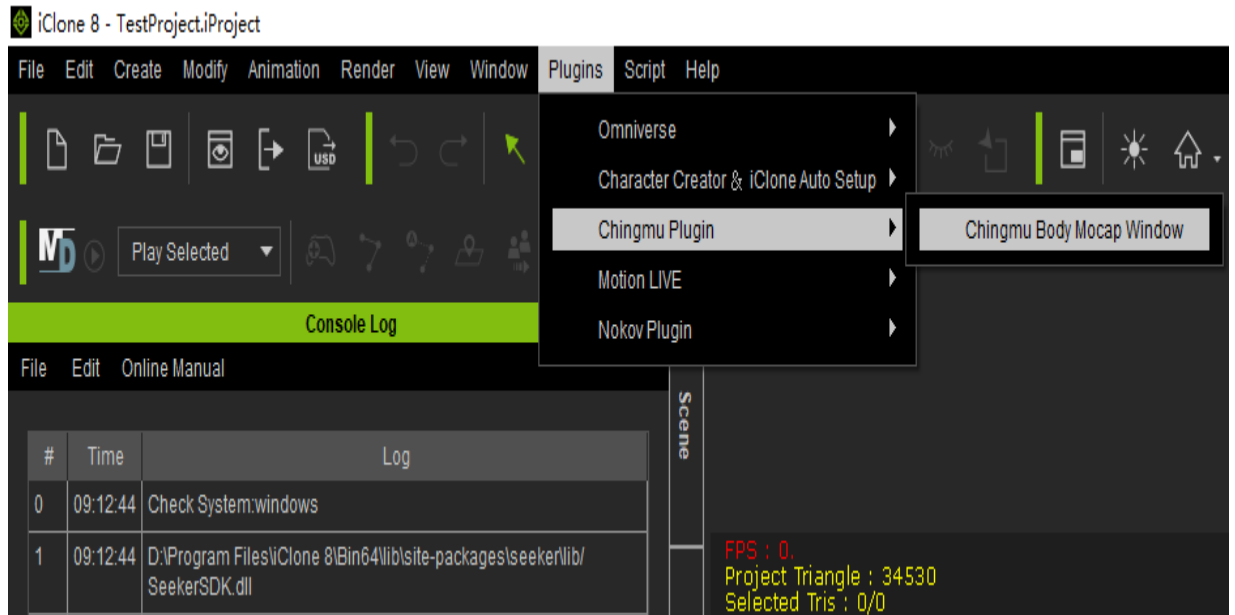 iClone 8 - TestProject.iProject
File Edit Create Modify Animation Render View Window Plugins Script Help
USD
Omniverse
Character Creator & iClone Auto Setup
Chingmu Plugin
Chingmu Body Mocap Window
Motion LIVE
Nokov Plugin
MD
Play Selected
Console Log
File Edit Online Manual
Scene
# Time Log
0 09:12:44 Check System:windows
1 09:12:44 D:\Program Files\iClone 8\Bin64\lib\site-packages\seeker\lib/
SeekerSDK.dll
FPS : 0.
Project Triangle : 34530
Selected Tris : 0/0